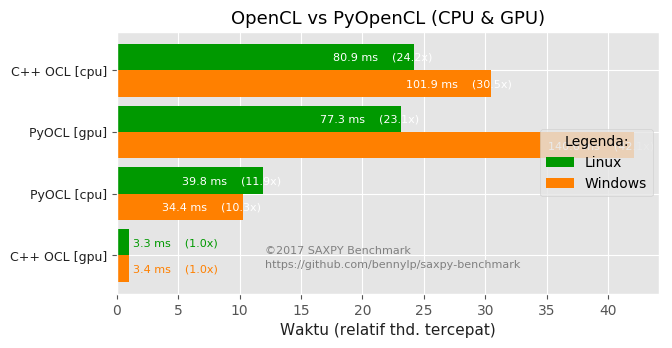 OpenCL vs PyOpenCL (CPU & GPU)
C++ OCL [cpu]
80.9 ms (24.2x)
101.9 ms (30.5x)
PyOCL [gpu]
77.3 ms (23.1x)
Legenda:
Linux
Windows
PyOCL [cpu]
39.8 ms (11.9x)
34.4 ms (10.3x)
C++ OCL [gpu]
3.3 ms (1.0x)
3.4 ms (1.0x)
©2017 SAXPY Benchmark
https://github.com/bennylp/saxpy-benchmark
0 5 10 15 20 25 30 35 40
Waktu (relatif thd. tercepat)